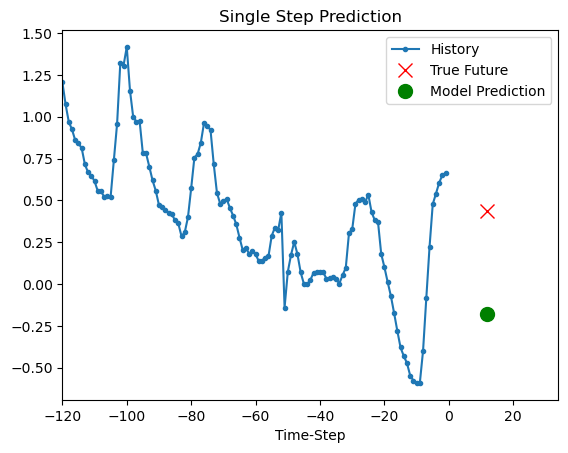 Single Step Prediction
History
True Future
Model Prediction
1.50
1.25
1.00
0.75
0.50
0.25
0.00
−0.25
−0.50
−120 −100 −80 −60 −40 −20 0 20
Time-Step